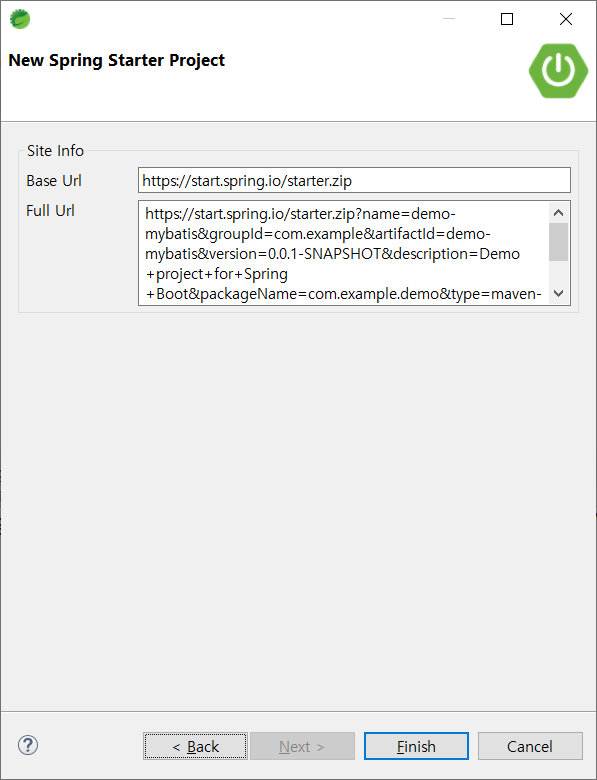 New Spring Starter Project
Site Info
Base Url
https://start.spring.io/starter.zip
Full Url
https://start.spring.io/starter.zip?name=demo-
mybatis&groupId=com.example&artifactId=demo-
mybatis&version=0.0.1-SNAPSHOT&description=Demo
+project+for+Spring
+Boot&packageName=com.example.demo&type=maven-
?
< Back
Next >
Finish
Cancel